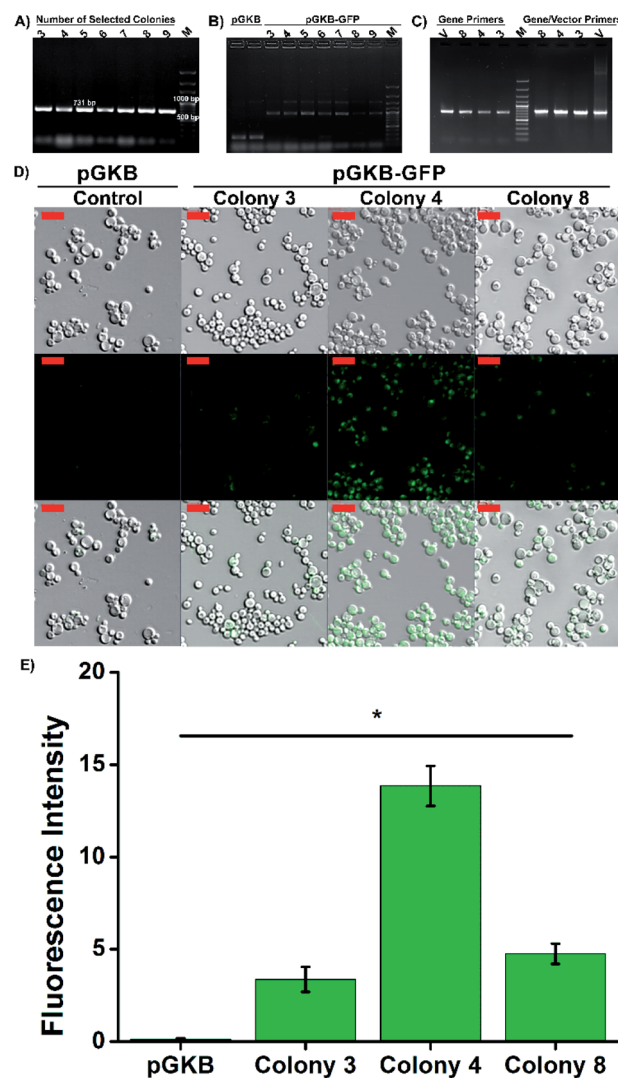 A) Number of Selected Colonies
3 4 5 6 7 8 9 M
731 bp
1000 bp
500 bp
B) pGKB pGKB-GFP
3 4 5 6 7 8 9 M
C) Gene Primers Gene/Vector Primers
V 8 4 3 M 8 4 3 V
D) pGKB pGKB-GFP
Control Colony 3 Colony 4 Colony 8
E)
Fluorescence Intensity
20
15
10
5
0
*
pGKB Colony 3 Colony 4 Colony 8